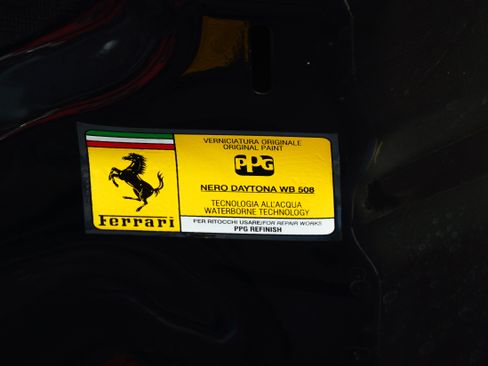 Ferrari
VERNICIATURA ORIGINALE
ORIGINAL PAINT
PPG
NERO DAYTONA WB 508
TECNOLOGIA ALL'ACQUA
WATERBORNE TECHNOLOGY
PER RITOCCHI USARE/FOR REPAIR WORKS
PPG REFINISH